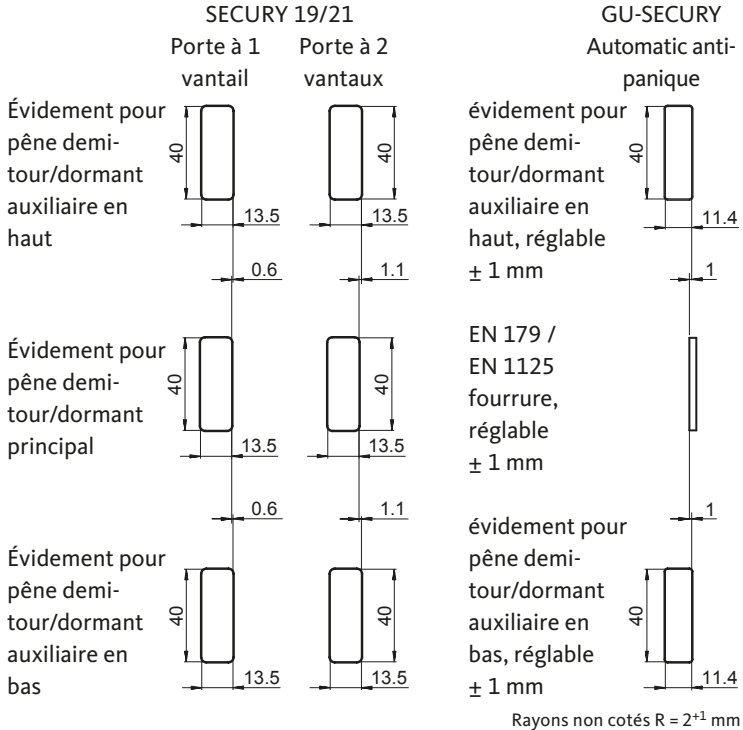 SECURY 19/21
Porte à 1
vantail
Porte à 2
vantaux
GU-SECURY
Automatic anti-
panique
Évidement pour
pêne demi-
tour/dormant
auxiliaire en
haut
40
13.5
0.6
40
13.5
1.1
évidement pour
pêne demi-
tour/dormant
auxiliaire en
haut, réglable
± 1 mm
40
11.4
1
Évidement pour
pêne demi-
tour/dormant
principal
40
13.5
0.6
40
13.5
1.1
EN 179 /
EN 1125
fourrure,
réglable
± 1 mm
1
Évidement pour
pêne demi-
tour/dormant
auxiliaire en
bas
40
13.5
40
13.5
évidement pour
pêne demi-
tour/dormant
auxiliaire en
bas, réglable
± 1 mm
40
11.4
Rayons non cotés R = 2⁺¹ mm